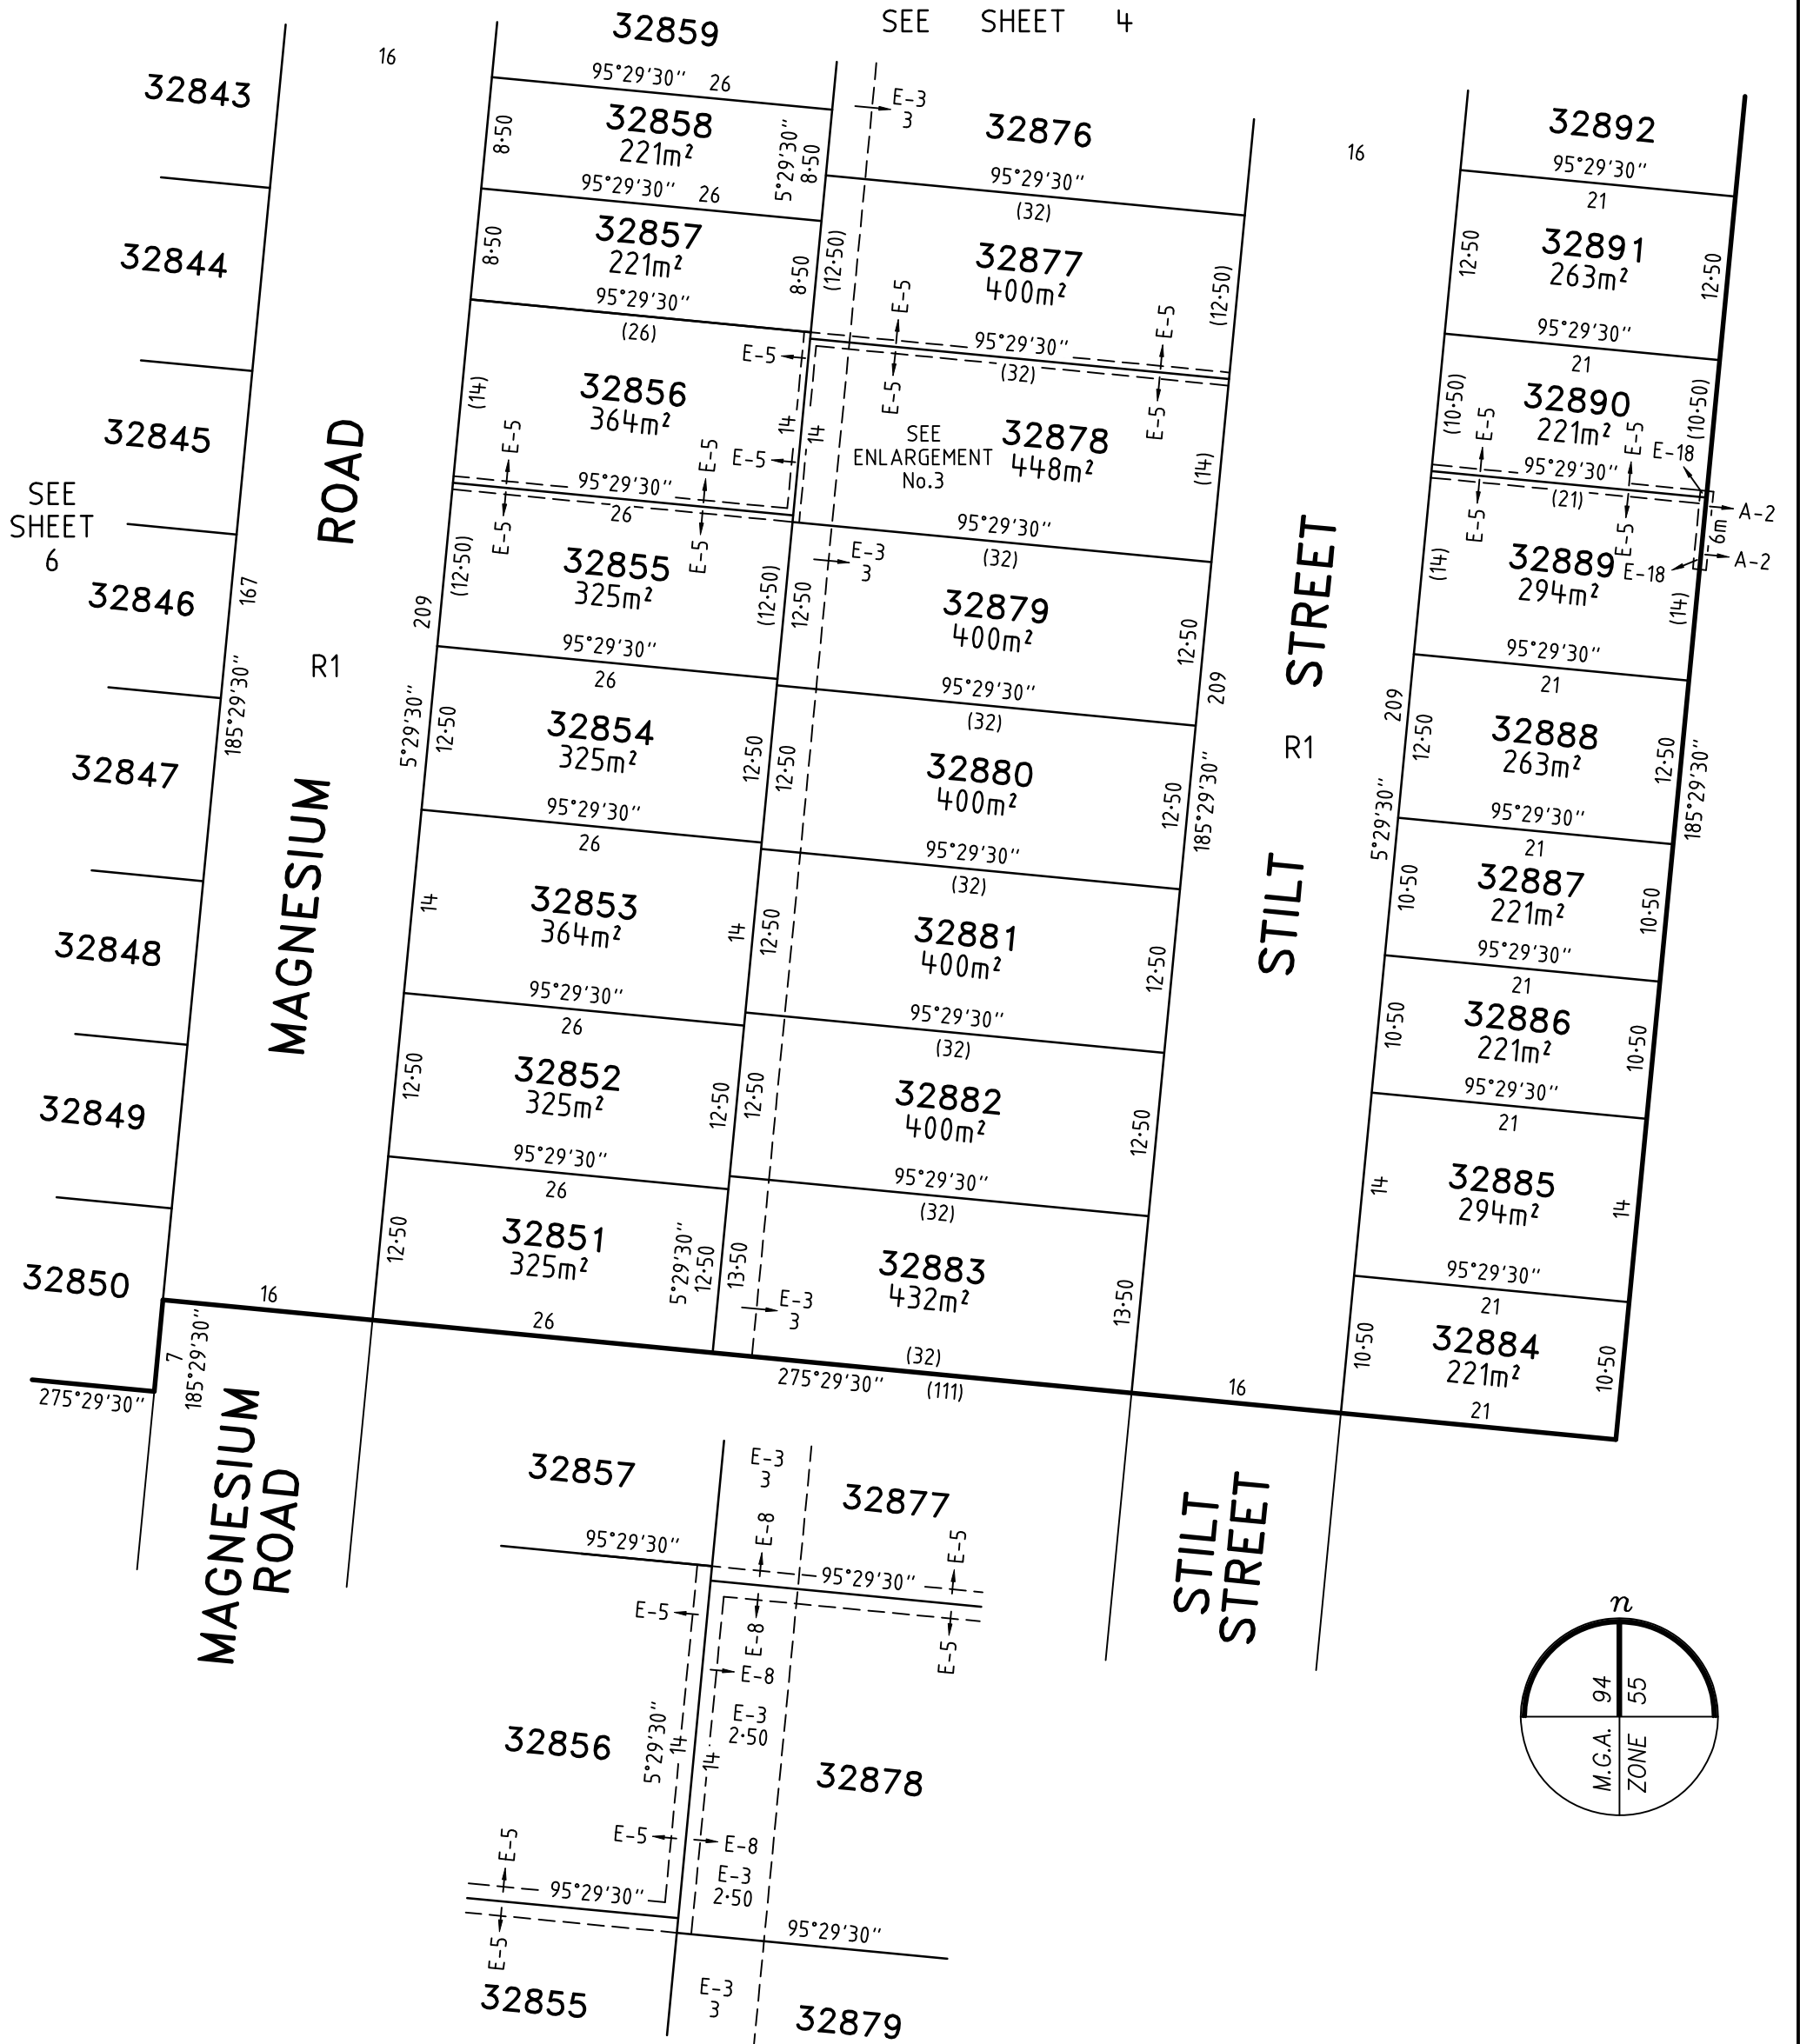 SEE SHEET 4
32843
32844
32845
SEE
SHEET
6
32846
32847
32848
32849
32850
16
167
185°29'30"
R1
MAGNESIUM ROAD
209
5°29'30"
32859
95°29'30" 26
32858
221m²
8·50
5°29'30"
8·50
95°29'30" 26
32857
221m²
8·50
8·50
95°29'30"
(26)
32856
364m²
(14)
14
E-5
E-5
E-5
E-5
95°29'30"
26
E-5
E-5
32855
325m²
(12·50)
(12·50)
95°29'30"
26
32854
325m²
12·50
12·50
95°29'30"
26
32853
364m²
14
14
95°29'30"
26
32852
325m²
12·50
12·50
95°29'30"
26
32851
325m²
12·50
5°29'30"
12·50
26
E-3
3
32876
95°29'30"
(32)
32877
400m²
(12·50)
(12·50)
E-5
E-5
95°29'30"
(32)
E-5
E-5
14
SEE
ENLARGEMENT
No.3
32878
448m²
(14)
95°29'30"
(32)
E-3
3
32879
400m²
12·50
12·50
95°29'30"
(32)
32880
400m²
12·50
12·50
95°29'30"
(32)
32881
400m²
12·50
12·50
95°29'30"
(32)
32882
400m²
12·50
12·50
95°29'30"
(32)
32883
432m²
13·50
13·50
E-3
3
(32)
275°29'30" (111)
16
209
185°29'30"
STILT STREET
R1
209
5°29'30"
32892
95°29'30"
21
32891
263m²
12·50
12·50
95°29'30"
21
32890
221m²
(10·50)
(10·50)
E-5
E-5
E-18
95°29'30"
(21)
A-2
6m
A-2
E-5
E-5
E-18
32889
294m²
(14)
(14)
95°29'30"
21
32888
263m²
12·50
12·50
185°29'30"
95°29'30"
21
32887
221m²
10·50
10·50
95°29'30"
21
32886
221m²
10·50
10·50
95°29'30"
21
32885
294m²
14
14
95°29'30"
21
32884
221m²
10·50
10·50
21
16
16
7
185°29'30"
275°29'30"
MAGNESIUM
ROAD
STILT
STREET
32857
E-3
3
32877
95°29'30"
E-8
E-5
95°29'30"
E-5
E-8
E-5
E-8
E-3
2·50
32856
5°29'30"
14
14
32878
E-5
E-8
E-5
E-3
2·50
95°29'30"
E-5
95°29'30"
32855
E-3
3
32879
n
M.G.A. 94
ZONE 55